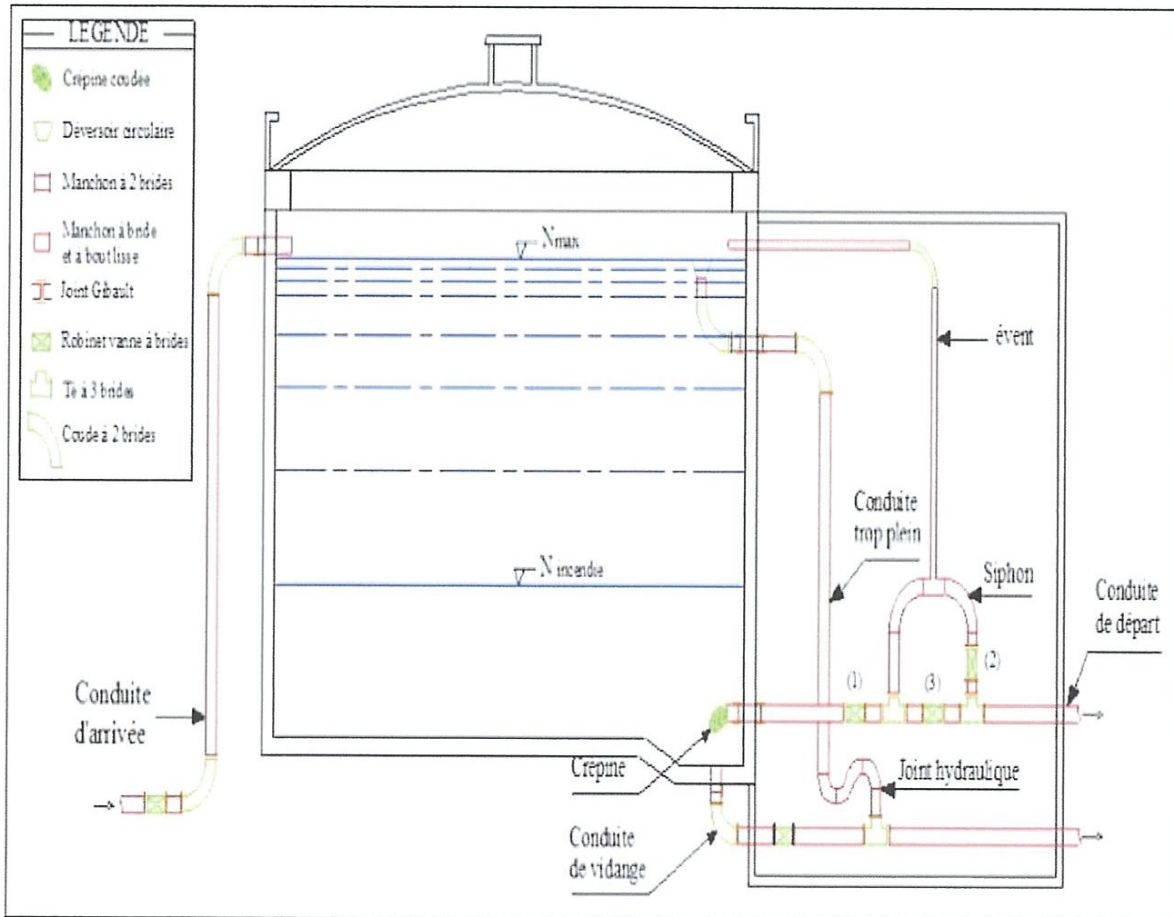 LEGENDE
Crépine coudée
Déversoir circulaire
Manchon à 2 brides
Manchon à bride
et a bout lisse
Joint Gibault
Robinet vanne à brides
Té à 3 brides
Coude à 2 brides
Nmax
évent
Conduite
trop plein
N incendie
Siphon
Conduite
de départ
(2)
(1)
(3)
Conduite
d'arrivée
Crépine
Joint hydraulique
Conduite
de vidange